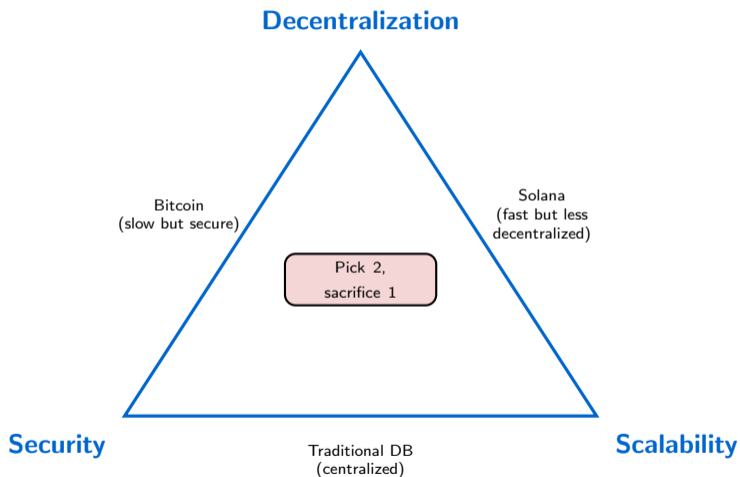 Decentralization
Bitcoin
(slow but secure)
Solana
(fast but less
decentralized)
Pick 2,
sacrifice 1
Security
Scalability
Traditional DB
(centralized)